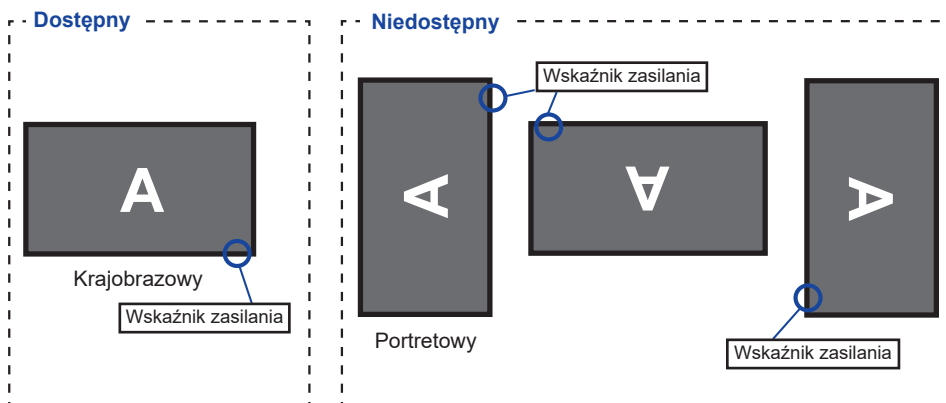 Dostępny
A
Krajobrazowy
Wskaźnik zasilania
Niedostępny
Wskaźnik zasilania
A
A
A
Portretowy
Wskaźnik zasilania